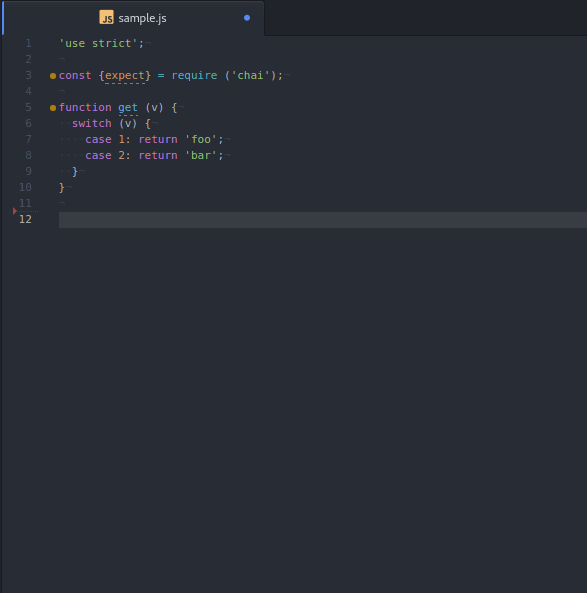 JS sample.js
1 'use strict';
2
3 const {expect} = require ('chai');
4
5 function get (v) {
6   switch (v) {
7     case 1: return 'foo';
8     case 2: return 'bar';
9   }
10 }
11
12